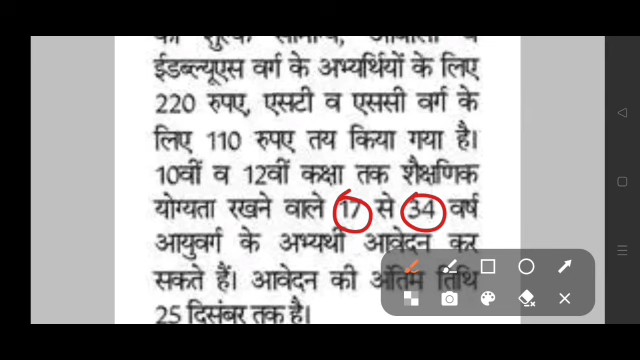 का शुल्क सामान्य, ओबीसी व
ईडब्ल्यूएस वर्ग के अभ्यर्थियों के लिए
220 रुपए, एसटी व एससी वर्ग के
लिए 110 रुपए तय किया गया है।
10वीं व 12वीं कक्षा तक शैक्षणिक
योग्यता रखने वाले 17 से 34 वर्ष
आयुवर्ग के अभ्यर्थी आवेदन कर
सकते हैं। आवेदन की अंतिम तिथि
25 दिसंबर तक है।